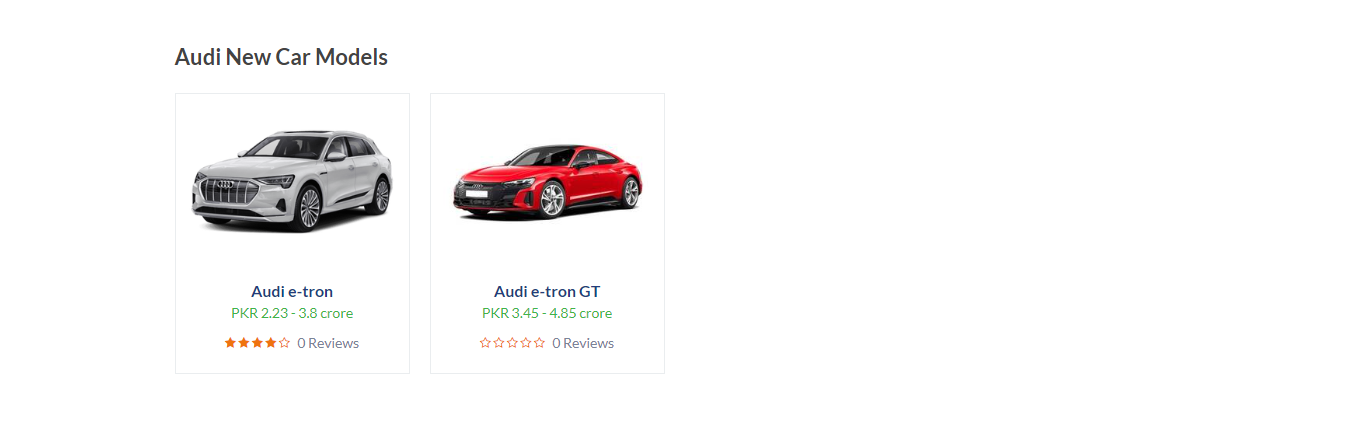 Audi New Car Models
Audi e-tron
PKR 2.23 - 3.8 crore
0 Reviews
Audi e-tron GT
PKR 3.45 - 4.85 crore
0 Reviews